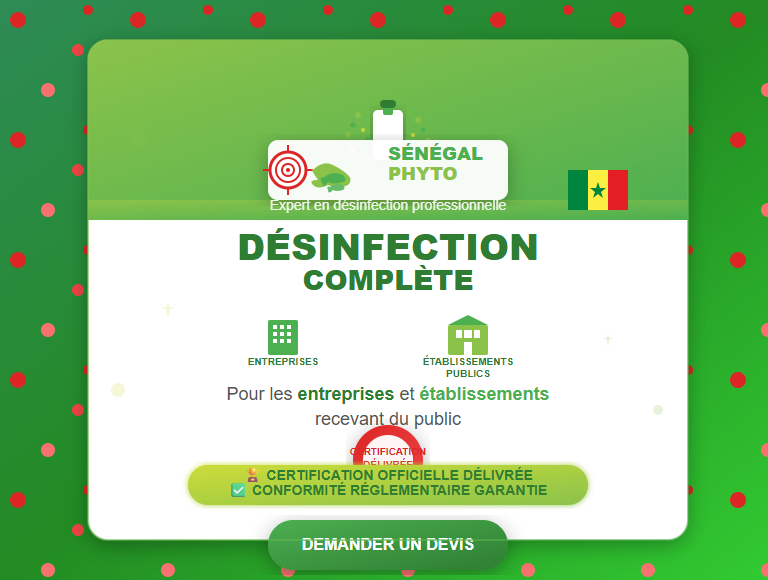 SÉNÉGAL
PHYTO
Expert en désinfection professionnelle
DÉSINFECTION
COMPLÈTE
ENTREPRISES
ÉTABLISSEMENTS
PUBLICS
Pour les entreprises et établissements
recevant du public
CERTIFICATION
DÉLIVRÉE
🏆 CERTIFICATION OFFICIELLE DÉLIVRÉE
✅ CONFORMITÉ RÉGLEMENTAIRE GARANTIE
DEMANDER UN DEVIS